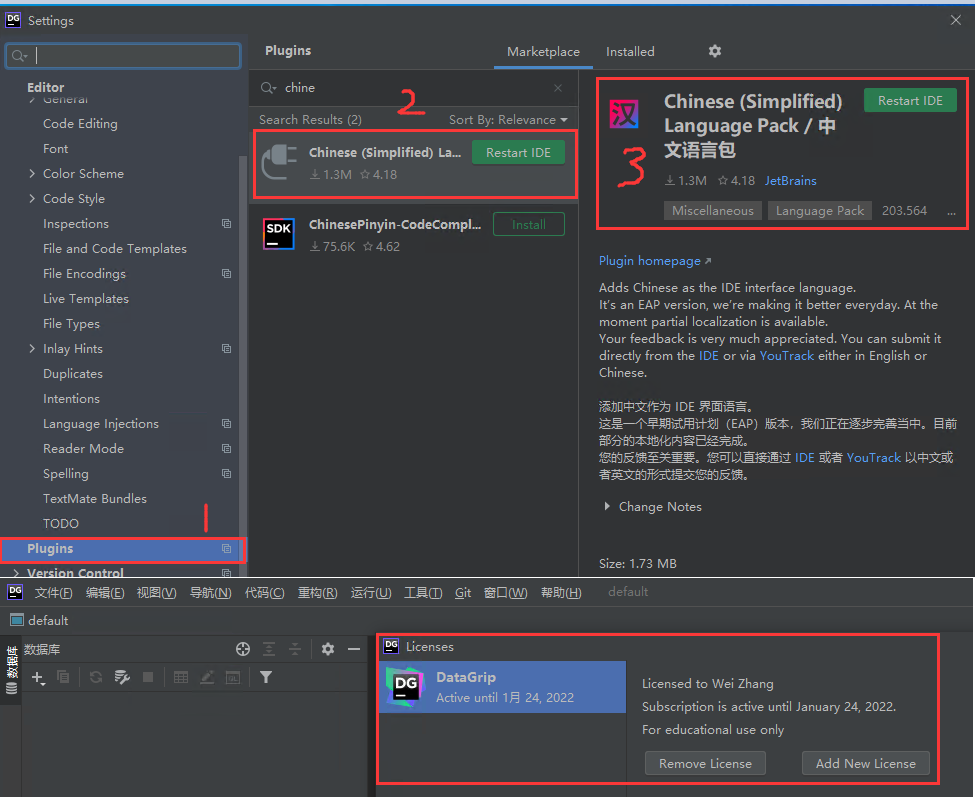 DG Settings
Editor
General
Code Editing
Font
Color Scheme
Code Style
Inspections
File and Code Templates
File Encodings
Live Templates
File Types
Inlay Hints
Duplicates
Intentions
Language Injections
Reader Mode
Spelling
TextMate Bundles
TODO
1
Plugins
Version Control
Plugins
Marketplace
Installed
chine
2
Search Results (2)
Sort By: Relevance
Chinese (Simplified) La...
Restart IDE
1.3M 4.18
SDK
ChinesePinyin-CodeCompl...
Install
75.6K 4.62
汉
3
Chinese (Simplified)
Language Pack / 中
文语言包
Restart IDE
1.3M 4.18 JetBrains
Miscellaneous Language Pack 203.564 ...
Plugin homepage
Adds Chinese as the IDE interface language.
It's an EAP version, we're making it better everyday. At the
moment partial localization is available.
Your feedback is very much appreciated. You can submit it
directly from the IDE or via YouTrack either in English or
Chinese.
添加中文作为 IDE 界面语言。
这是一个早期试用计划（EAP）版本，我们正在逐步完善当中。目前
部分的本地化内容已经完成。
您的反馈至关重要。您可以直接通过 IDE 或者 YouTrack 以中文或
者英文的形式提交您的反馈。
Change Notes
Size: 1.73 MB
DG 文件(F) 编辑(E) 视图(V) 导航(N) 代码(C) 重构(R) 运行(U) 工具(T) Git 窗口(W) 帮助(H) default
default
数据库
数据库
DG Licenses
DG
DataGrip
Active until 1月 24, 2022
Licensed to Wei Zhang
Subscription is active until January 24, 2022.
For educational use only
Remove License
Add New License